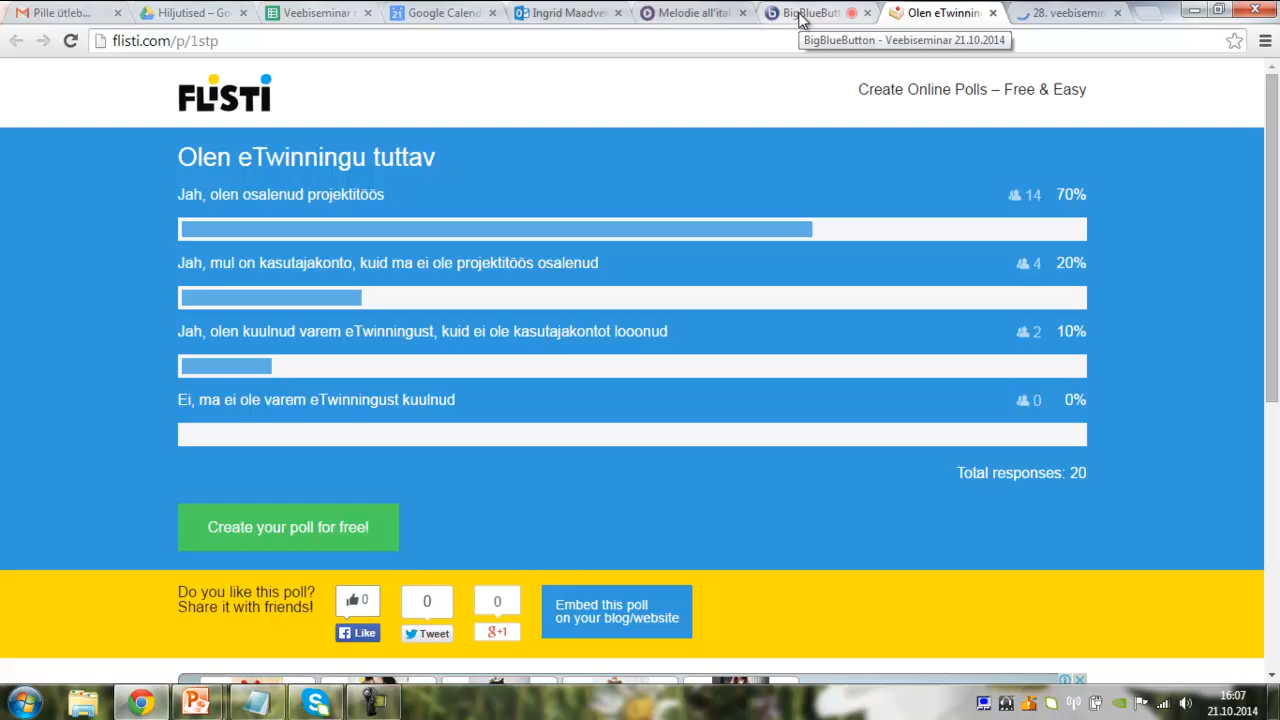 Pille ütleb
Hiljutised – Go
Veebiseminar
Google Calend
Ingrid Maadve
Melodie all'ital
BigBlueButt
Olen eTwinnin
28. veebisemin
flisti.com/p/1stp
BigBlueButton - Veebiseminar 21.10.2014
FLiSTi
Create Online Polls – Free & Easy
Olen eTwinningu tuttav
Jah, olen osalenud projektitöös
14 70%
Jah, mul on kasutajakonto, kuid ma ei ole projektitöös osalenud
4 20%
Jah, olen kuulnud varem eTwinningust, kuid ei ole kasutajakontot looonud
2 10%
Ei, ma ei ole varem eTwinningust kuulnud
0 0%
Total responses: 20
Create your poll for free!
Do you like this poll?
Share it with friends!
0
Like
0
Tweet
0
g+1
Embed this poll
on your blog/website
16:07
21.10.2014